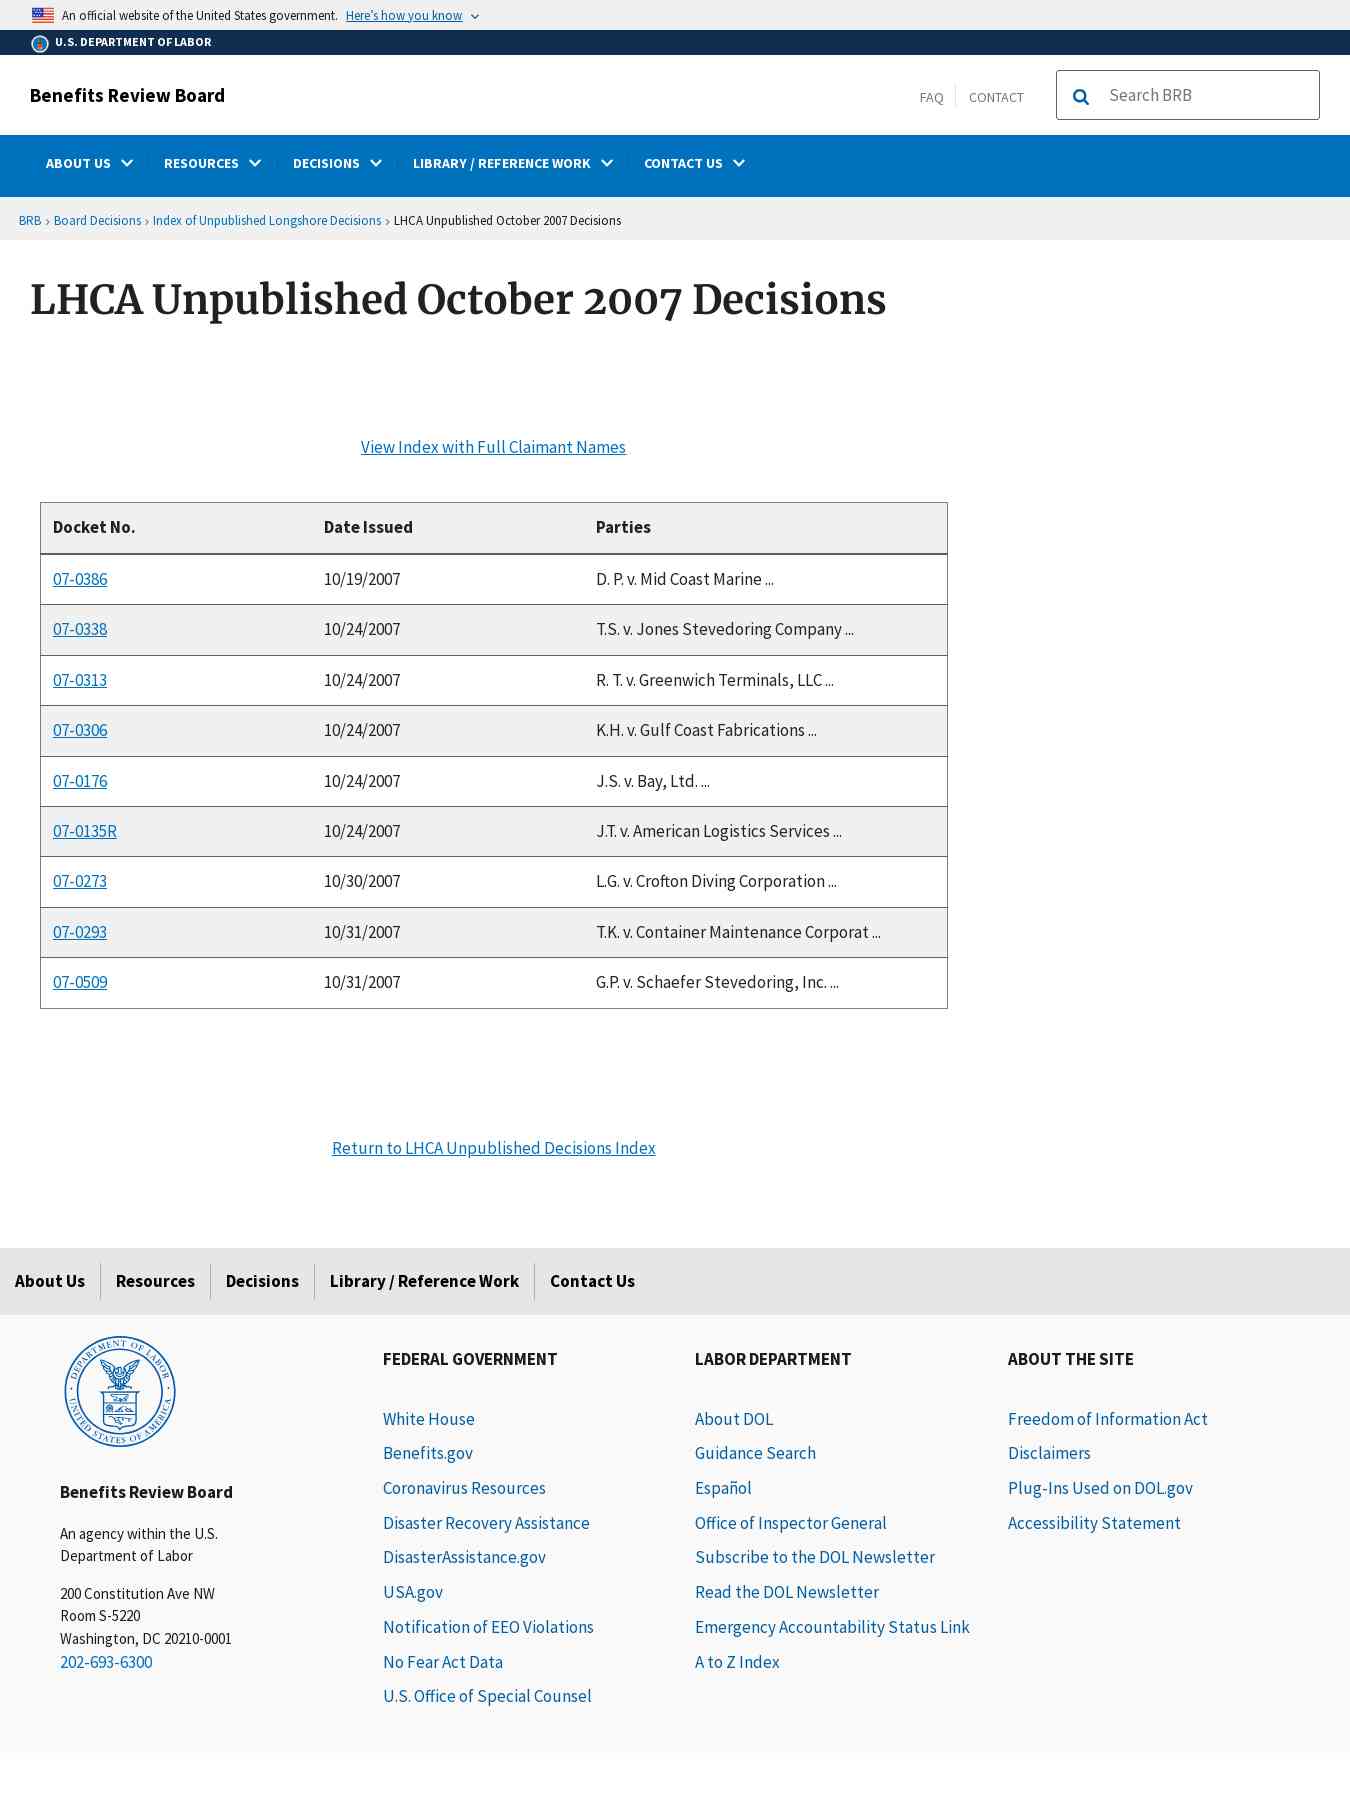 An official website of the United States government. Here's how you know
U.S. DEPARTMENT OF LABOR
Benefits Review Board
FAQ
CONTACT
Search BRB
ABOUT US
RESOURCES
DECISIONS
LIBRARY / REFERENCE WORK
CONTACT US
BRB › Board Decisions › Index of Unpublished Longshore Decisions › LHCA Unpublished October 2007 Decisions
LHCA Unpublished October 2007 Decisions
View Index with Full Claimant Names
Docket No. Date Issued Parties
07-0386 10/19/2007 D. P. v. Mid Coast Marine ...
07-0338 10/24/2007 T.S. v. Jones Stevedoring Company ...
07-0313 10/24/2007 R. T. v. Greenwich Terminals, LLC ...
07-0306 10/24/2007 K.H. v. Gulf Coast Fabrications ...
07-0176 10/24/2007 J.S. v. Bay, Ltd. ...
07-0135R 10/24/2007 J.T. v. American Logistics Services ...
07-0273 10/30/2007 L.G. v. Crofton Diving Corporation ...
07-0293 10/31/2007 T.K. v. Container Maintenance Corporat ...
07-0509 10/31/2007 G.P. v. Schaefer Stevedoring, Inc. ...
Return to LHCA Unpublished Decisions Index
About Us
Resources
Decisions
Library / Reference Work
Contact Us
DEPARTMENT OF LABOR
UNITED STATES OF AMERICA
Benefits Review Board
An agency within the U.S.
Department of Labor
200 Constitution Ave NW
Room S-5220
Washington, DC 20210-0001
202-693-6300
FEDERAL GOVERNMENT
White House
Benefits.gov
Coronavirus Resources
Disaster Recovery Assistance
DisasterAssistance.gov
USA.gov
Notification of EEO Violations
No Fear Act Data
U.S. Office of Special Counsel
LABOR DEPARTMENT
About DOL
Guidance Search
Español
Office of Inspector General
Subscribe to the DOL Newsletter
Read the DOL Newsletter
Emergency Accountability Status Link
A to Z Index
ABOUT THE SITE
Freedom of Information Act
Disclaimers
Plug-Ins Used on DOL.gov
Accessibility Statement